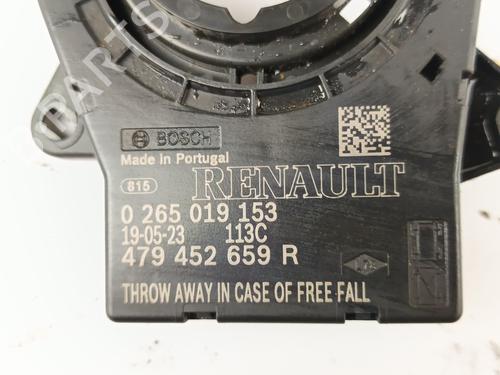 PARTS
BOSCH
Made in Portugal
815
RENAULT
0 265 019 153
19-05-23 113C
479 452 659 R
THROW AWAY IN CASE OF FREE FALL